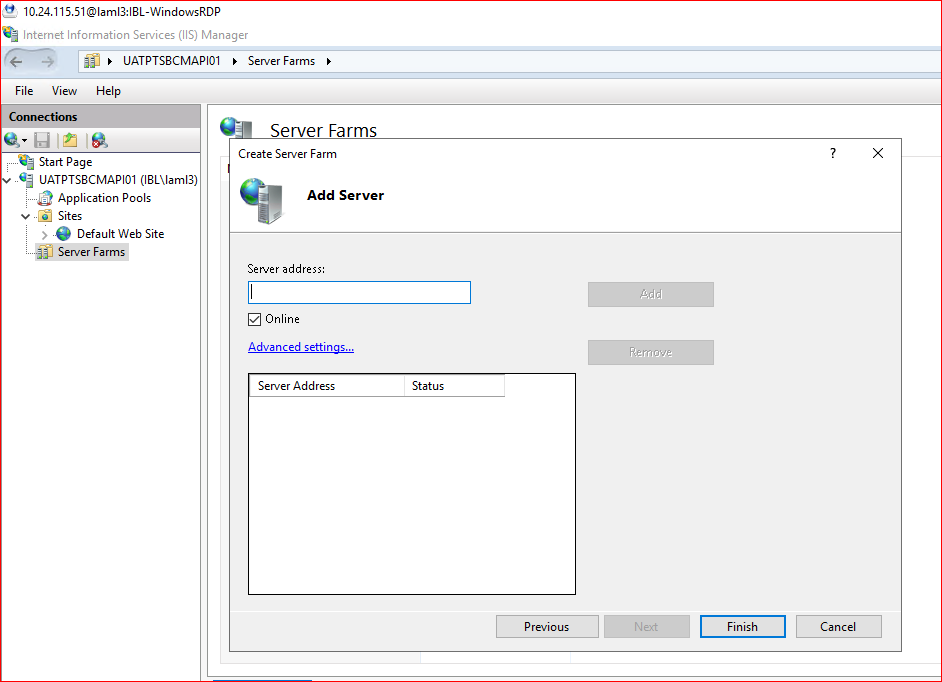 10.24.115.51@laml3:IBL-WindowsRDP
Internet Information Services (IIS) Manager
UATPTSBCMAPI01
Server Farms
File View Help
Connections
Start Page
UATPTSBCMAPI01 (IBL\laml3)
Application Pools
Sites
Default Web Site
Server Farms
Server Farms
Create Server Farm
?
Add Server
Server address:
Add
Online
Advanced settings...
Remove
Server Address Status
Previous Next Finish Cancel